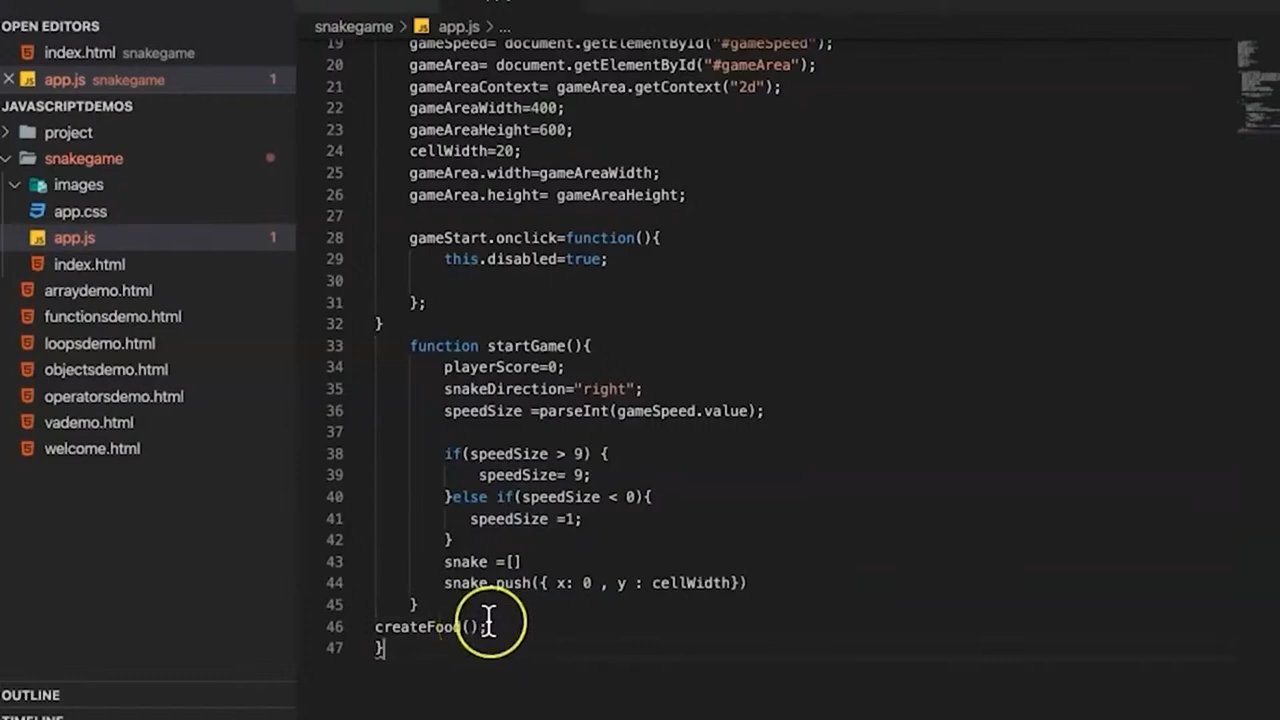 OPEN EDITORS
index.html snakegame
app.js snakegame 1
JAVASCRIPTDEMOS
project
snakegame
images
app.css
app.js 1
index.html
arraydemo.html
functionsdemo.html
loopsdemo.html
objectsdemo.html
operatorsdemo.html
vademo.html
welcome.html
OUTLINE
TIMELINE
snakegame > app.js > ...
19 gameSpeed= document.getElementById("#gameSpeed");
20 gameArea= document.getElementById("#gameArea");
21 gameAreaContext= gameArea.getContext("2d");
22 gameAreaWidth=400;
23 gameAreaHeight=600;
24 cellWidth=20;
25 gameArea.width=gameAreaWidth;
26 gameArea.height= gameAreaHeight;
27
28 gameStart.onclick=function(){
29 this.disabled=true;
30
31 };
32 }
33 function startGame(){
34 playerScore=0;
35 snakeDirection="right";
36 speedSize =parseInt(gameSpeed.value);
37
38 if(speedSize > 9) {
39 speedSize= 9;
40 }else if(speedSize < 0){
41 speedSize =1;
42 }
43 snake =[]
44 snake.push({ x: 0 , y : cellWidth})
45 }
46 createFood();
47 }